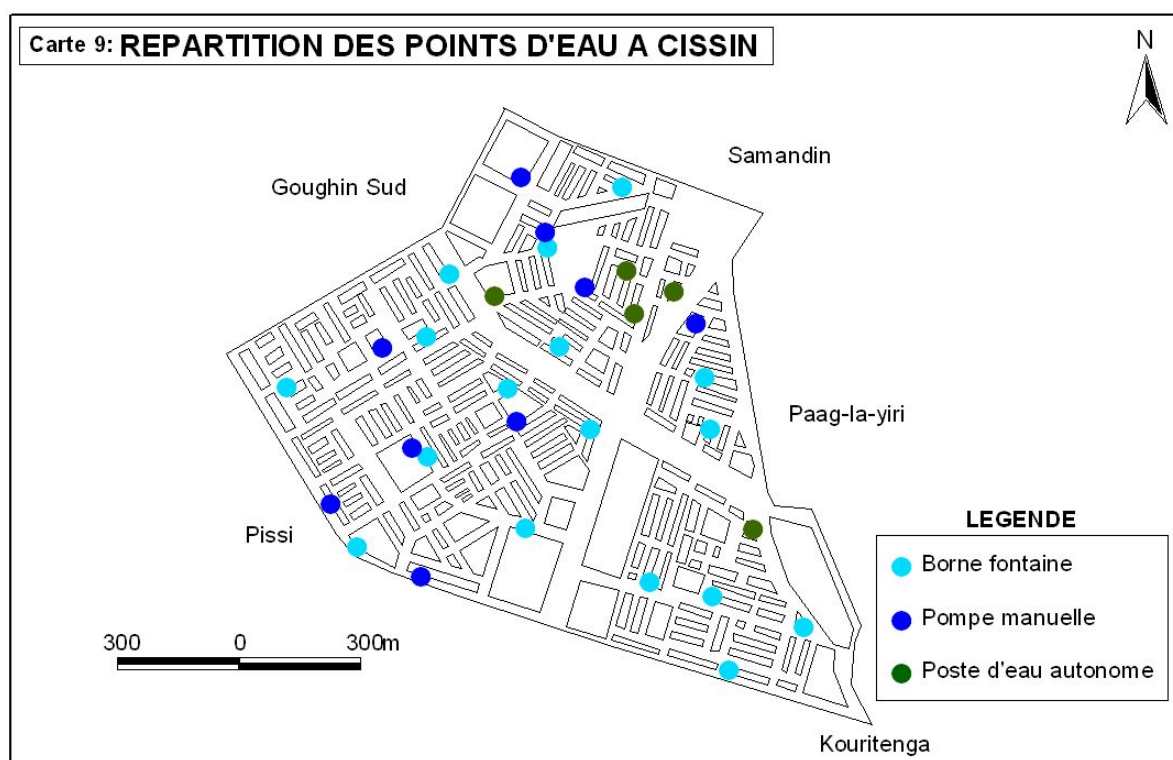 Carte 9: REPARTITION DES POINTS D'EAU A CISSIN
N
Samandin
Goughin Sud
Paag-la-yiri
Pissi
LEGENDE
Borne fontaine
Pompe manuelle
Poste d'eau autonome
300 0 300m
Kouritenga